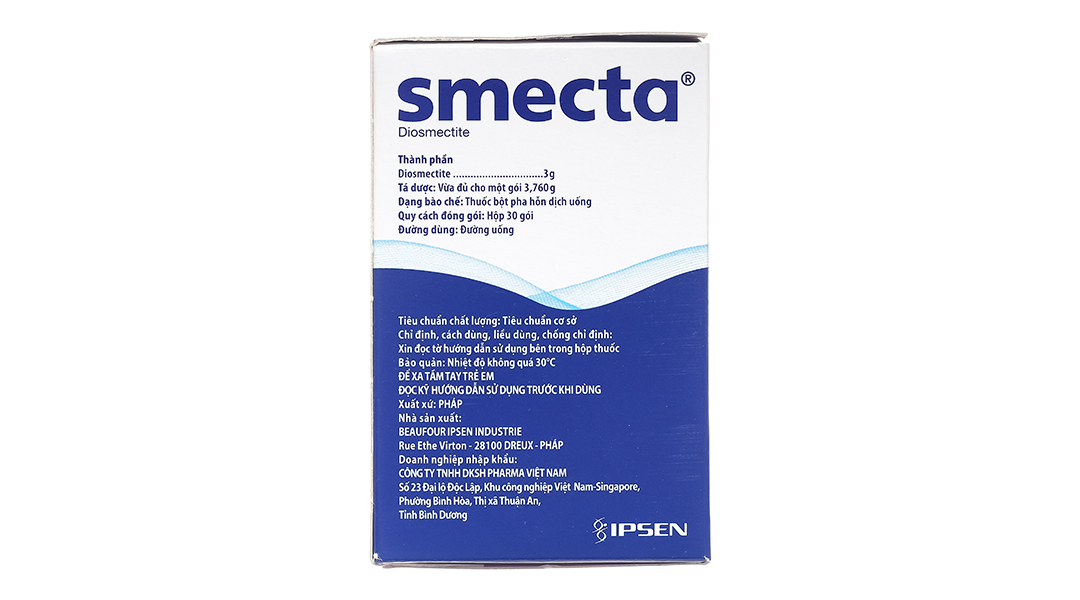 smecta®
Diosmectite
Thành phần
Diosmectite ...............................3g
Tá dược: Vừa đủ cho một gói 3,760g
Dạng bào chế: Thuốc bột pha hỗn dịch uống
Quy cách đóng gói: Hộp 30 gói
Đường dùng: Đường uống
Tiêu chuẩn chất lượng: Tiêu chuẩn cơ sở
Chỉ định, cách dùng, liều dùng, chống chỉ định:
Xin đọc tờ hướng dẫn sử dụng bên trong hộp thuốc
Bảo quản: Nhiệt độ không quá 30°C
ĐỂ XA TẦM TAY TRẺ EM
ĐỌC KỸ HƯỚNG DẪN SỬ DỤNG TRƯỚC KHI DÙNG
Xuất xứ: PHÁP
Nhà sản xuất:
BEAUFOUR IPSEN INDUSTRIE
Rue Ethe Virton - 28100 DREUX - PHÁP
Doanh nghiệp nhập khẩu:
CÔNG TY TNHH DKSH PHARMA VIỆT NAM
Số 23 Đại lộ Độc Lập, Khu công nghiệp Việt Nam-Singapore,
Phường Bình Hòa, Thị xã Thuận An,
Tỉnh Bình Dương
IPSEN